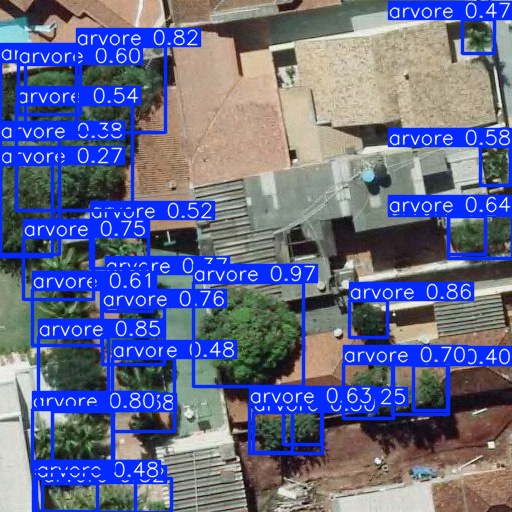 arvore 0.47
arvore 0.82
arvore 0.60
arvore 0.54
arvore 0.38
arvore 0.58
arvore 0.27
arvore 0.64
arvore 0.52
arvore 0.75
arvore 0.61
arvore 0.97
arvore 0.76
arvore 0.86
arvore 0.85
arvore 0.48
arvore 0.70
0.40
arvore 0.63
arvore 0.80
arvore 0.48